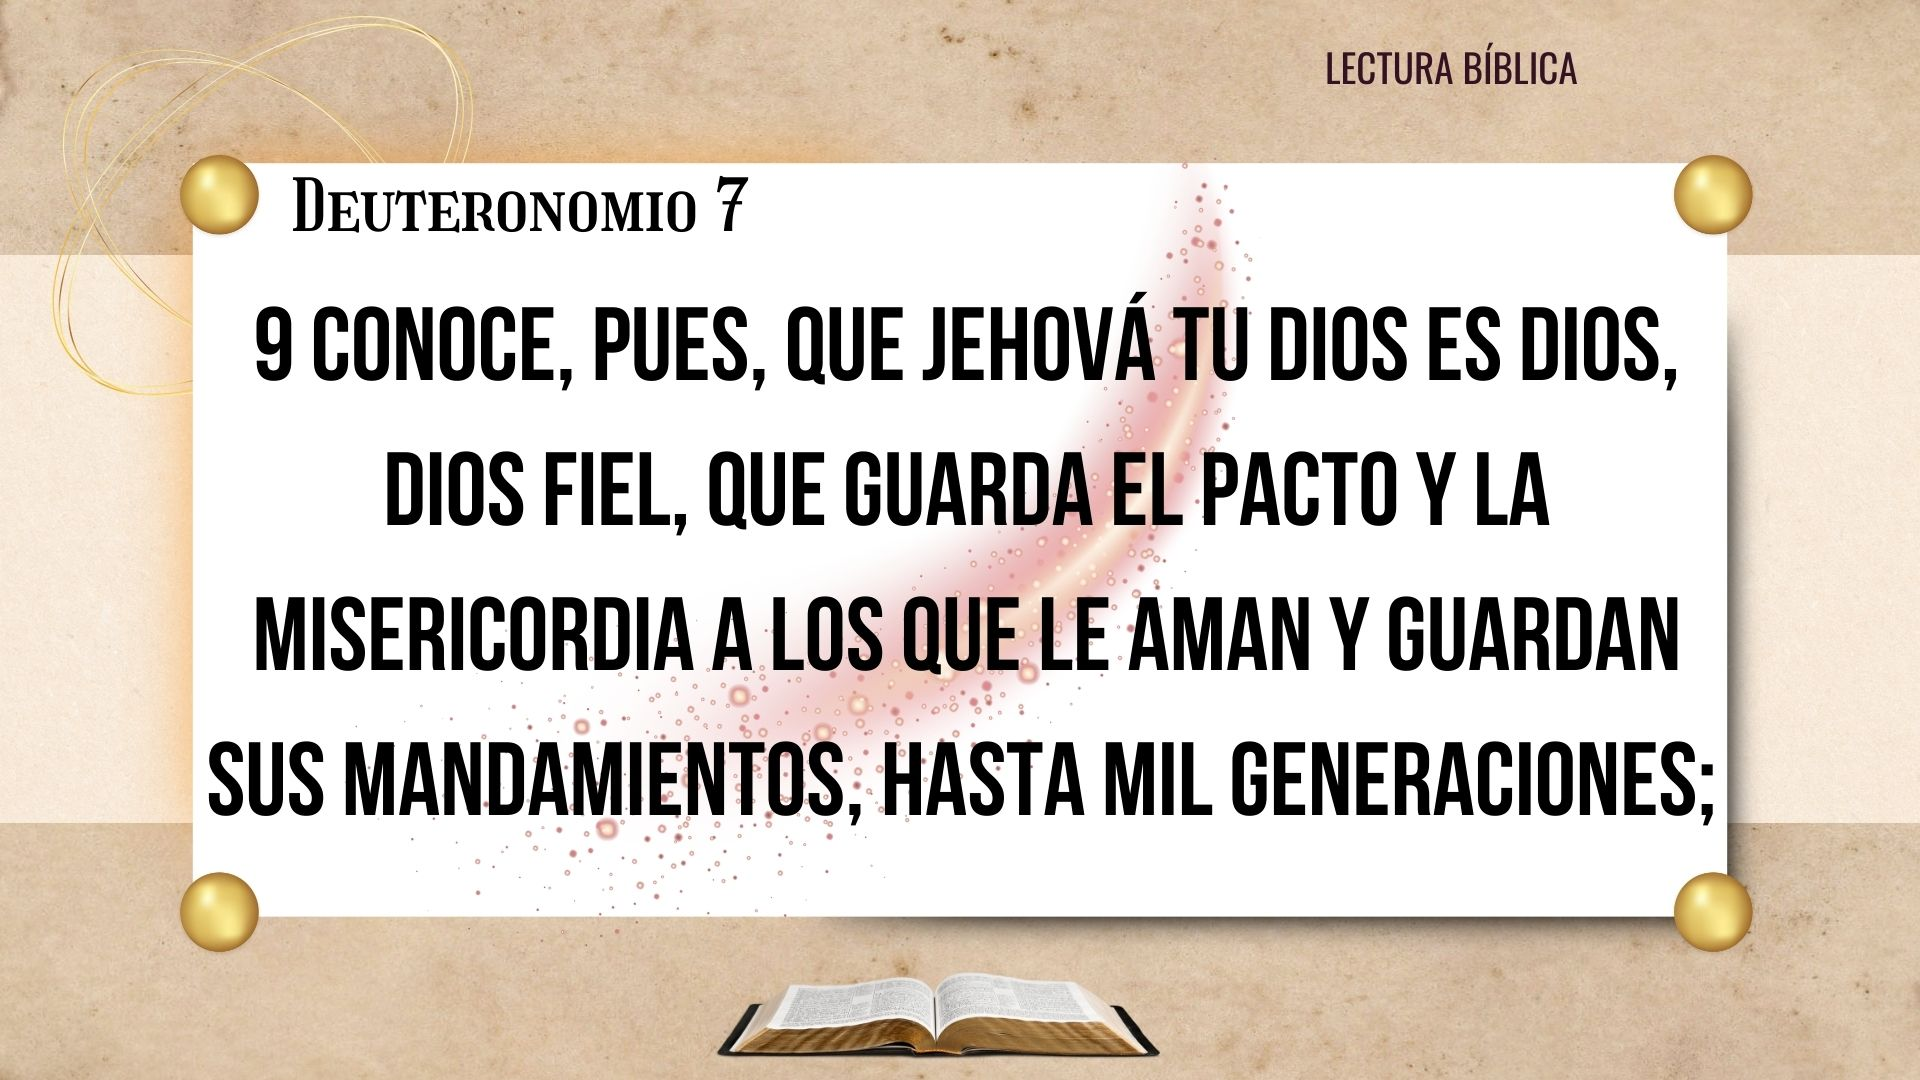 LECTURA BÍBLICA
Deuteronomio 7
9 CONOCE, PUES, QUE JEHOVÁ TU DIOS ES DIOS,
DIOS FIEL, QUE GUARDA EL PACTO Y LA
MISERICORDIA A LOS QUE LE AMAN Y GUARDAN
SUS MANDAMIENTOS, HASTA MIL GENERACIONES;